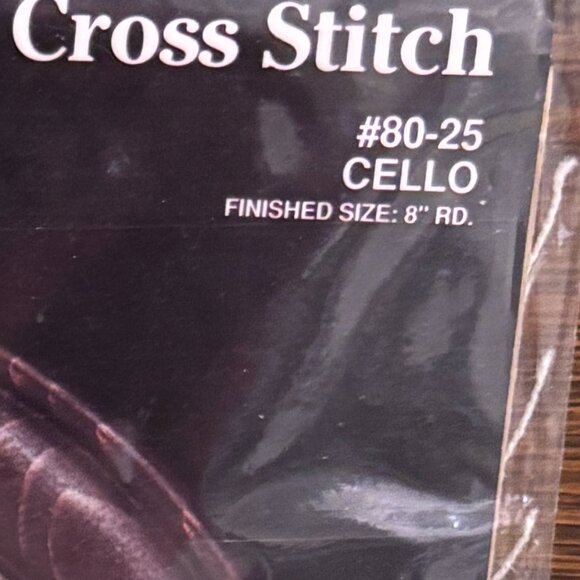 Cross Stitch
#80-25
CELLO
FINISHED SIZE: 8" RD.